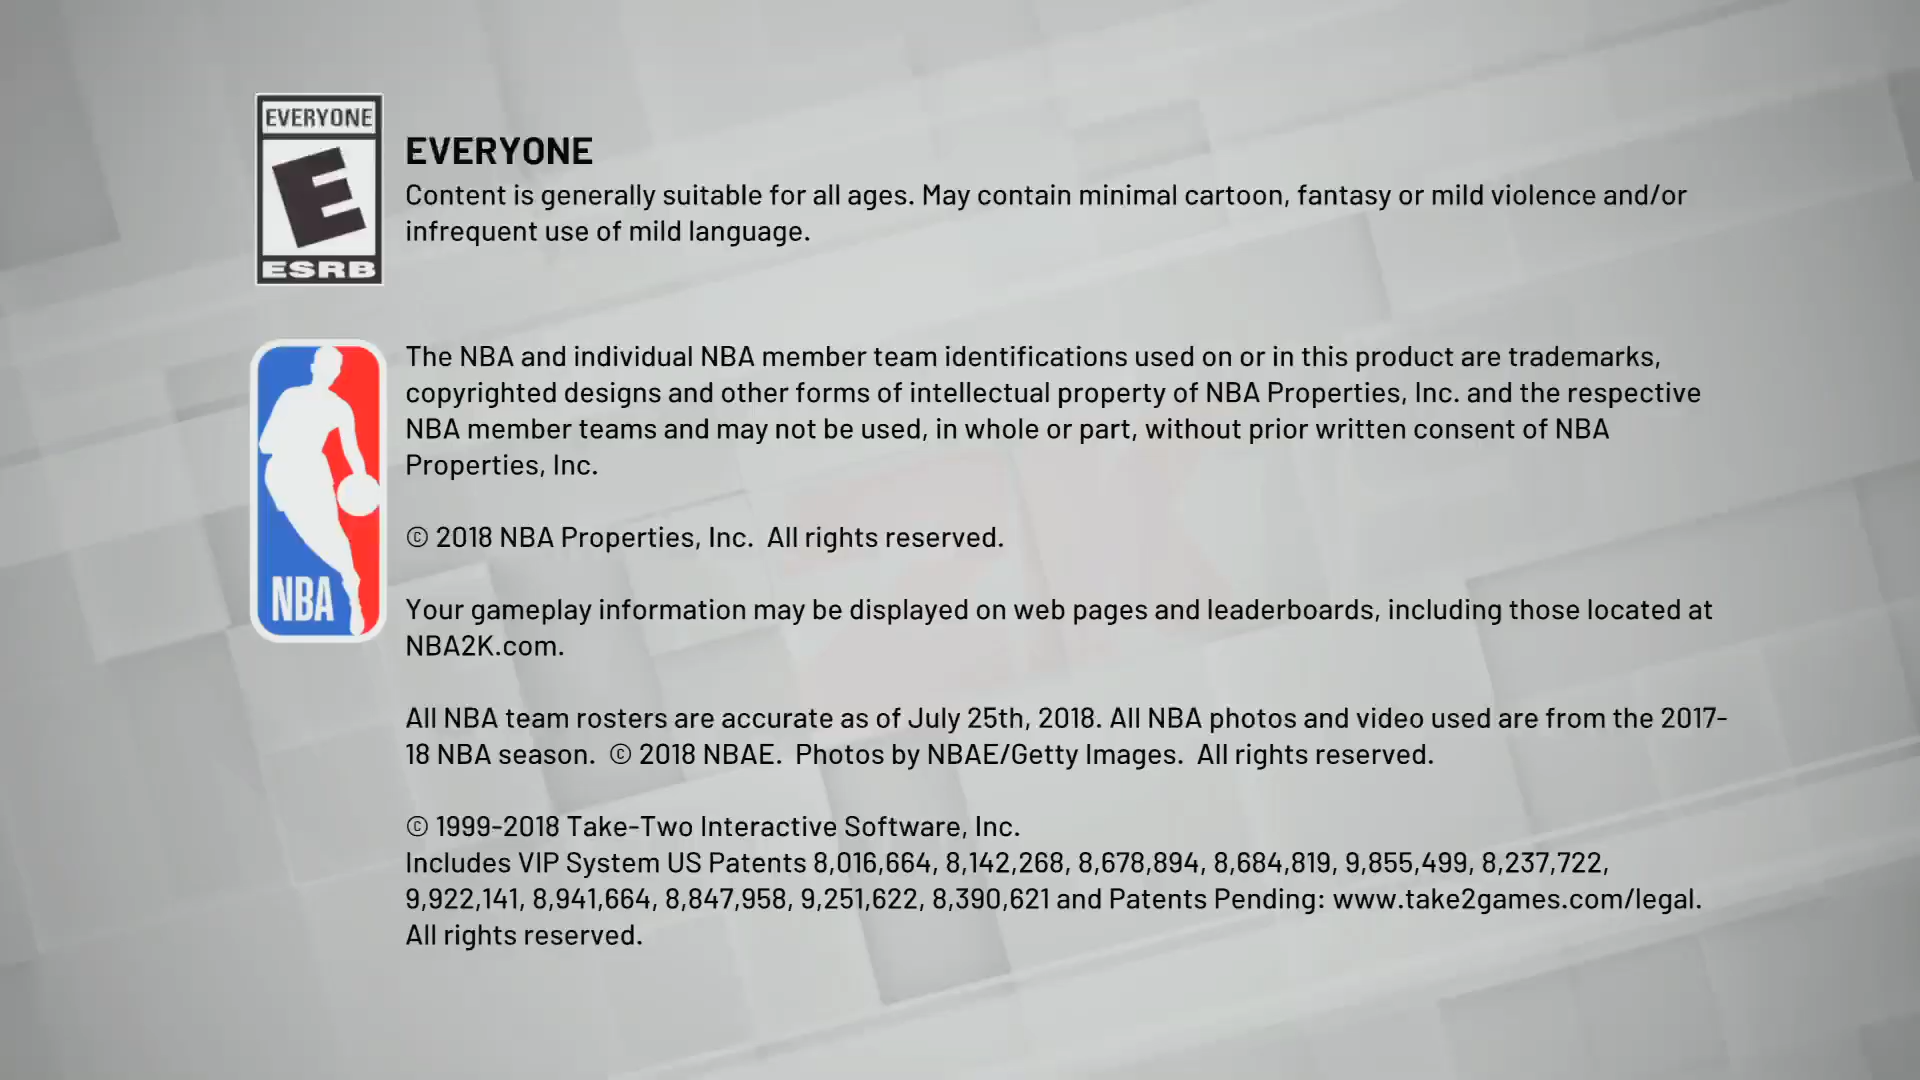 EVERYONE
E
ESRB
EVERYONE
Content is generally suitable for all ages. May contain minimal cartoon, fantasy or mild violence and/or
infrequent use of mild language.
NBA
The NBA and individual NBA member team identifications used on or in this product are trademarks,
copyrighted designs and other forms of intellectual property of NBA Properties, Inc. and the respective
NBA member teams and may not be used, in whole or part, without prior written consent of NBA
Properties, Inc.
© 2018 NBA Properties, Inc.  All rights reserved.
Your gameplay information may be displayed on web pages and leaderboards, including those located at
NBA2K.com.
All NBA team rosters are accurate as of July 25th, 2018. All NBA photos and video used are from the 2017-
18 NBA season.  © 2018 NBAE.  Photos by NBAE/Getty Images.  All rights reserved.
© 1999-2018 Take-Two Interactive Software, Inc.
Includes VIP System US Patents 8,016,664, 8,142,268, 8,678,894, 8,684,819, 9,855,499, 8,237,722,
9,922,141, 8,941,664, 8,847,958, 9,251,622, 8,390,621 and Patents Pending: www.take2games.com/legal.
All rights reserved.